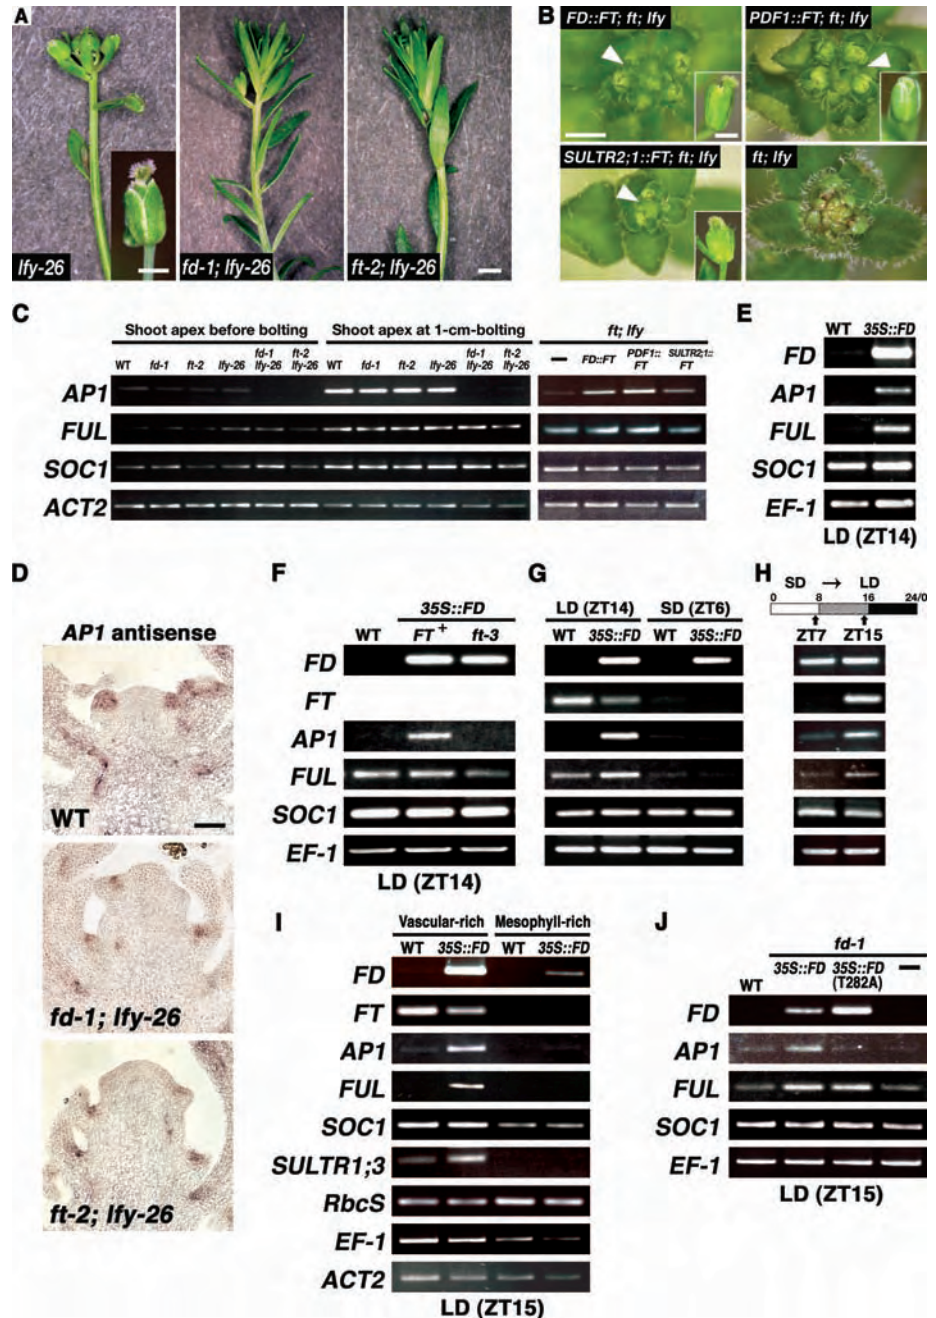 A
lfy-26
fd-1; lfy-26
ft-2; lfy-26
B
FD::FT; ft; lfy
PDF1::FT; ft; lfy
SULTR2;1::FT; ft; lfy
ft; lfy
C
Shoot apex before bolting
Shoot apex at 1-cm-bolting
ft; lfy
WT fd-1 ft-2 lfy-26 fd-1 lfy-26 ft-2 lfy-26
WT fd-1 ft-2 lfy-26 fd-1 lfy-26 ft-2 lfy-26
— FD::FT PDF1::FT SULTR2;1::FT
AP1
FUL
SOC1
ACT2
E
WT 35S::FD
FD
AP1
FUL
SOC1
EF-1
LD (ZT14)
D
AP1 antisense
WT
fd-1; lfy-26
ft-2; lfy-26
F
35S::FD
WT FT+ ft-3
FD
FT
AP1
FUL
SOC1
EF-1
LD (ZT14)
G
LD (ZT14) SD (ZT6)
WT 35S::FD WT 35S::FD
H
SD → LD
0 8 16 24/0
ZT7 ZT15
I
Vascular-rich Mesophyll-rich
WT 35S::FD WT 35S::FD
FD
FT
AP1
FUL
SOC1
SULTR1;3
RbcS
EF-1
ACT2
LD (ZT15)
J
fd-1
WT 35S::FD 35S::FD (T282A) —
FD
AP1
FUL
SOC1
EF-1
LD (ZT15)